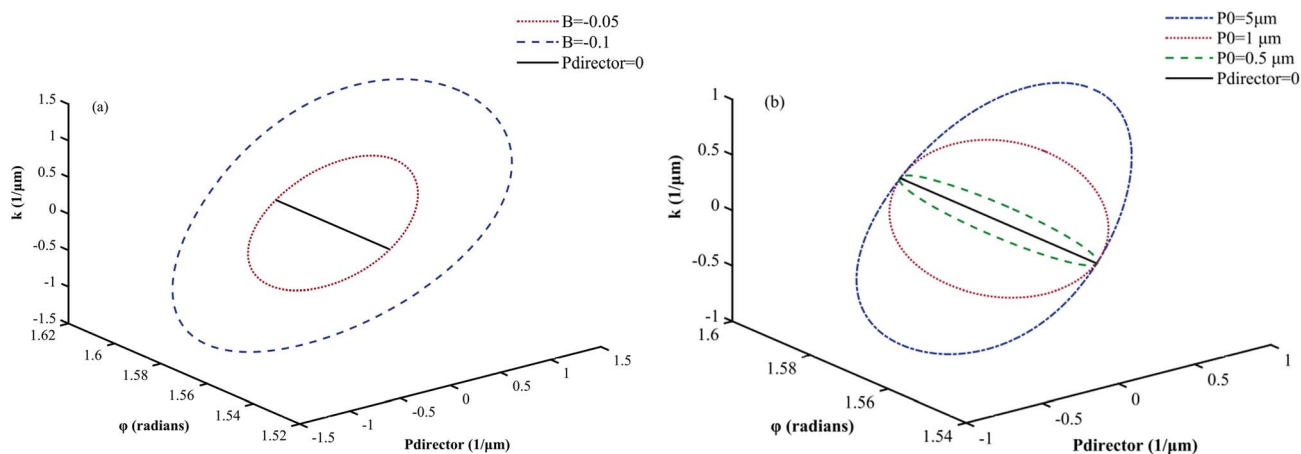 B=-0.05
B=-0.1
Pdirector=0
(a)
k (1/μm)
1.5
1
0.5
0
-0.5
-1
-1.5
1.62
1.6
1.58
1.56
1.54
1.52
φ (radians)
-1.5
-1
-0.5
0
0.5
1
1.5
Pdirector (1/μm)
P0=5μm
P0=1 μm
P0=0.5 μm
Pdirector=0
(b)
k (1/μm)
1
0.5
0
-0.5
-1
1.6
1.58
1.56
1.54
φ (radians)
-1
-0.5
0
0.5
1
Pdirector (1/μm)